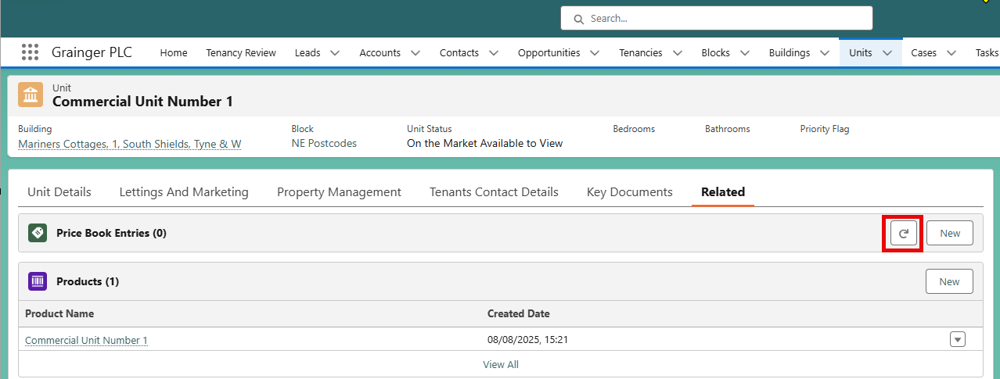 Search...
Grainger PLC Home Tenancy Review Leads Accounts Contacts Opportunities Tenancies Blocks Buildings Units Cases Tasks
Unit
Commercial Unit Number 1
Building Block Unit Status Bedrooms Bathrooms Priority Flag
Mariners Cottages, 1, South Shields, Tyne & W NE Postcodes On the Market Available to View
Unit Details Lettings And Marketing Property Management Tenants Contact Details Key Documents Related
Price Book Entries (0) New
Products (1) New
Product Name Created Date
Commercial Unit Number 1 08/08/2025, 15:21
View All